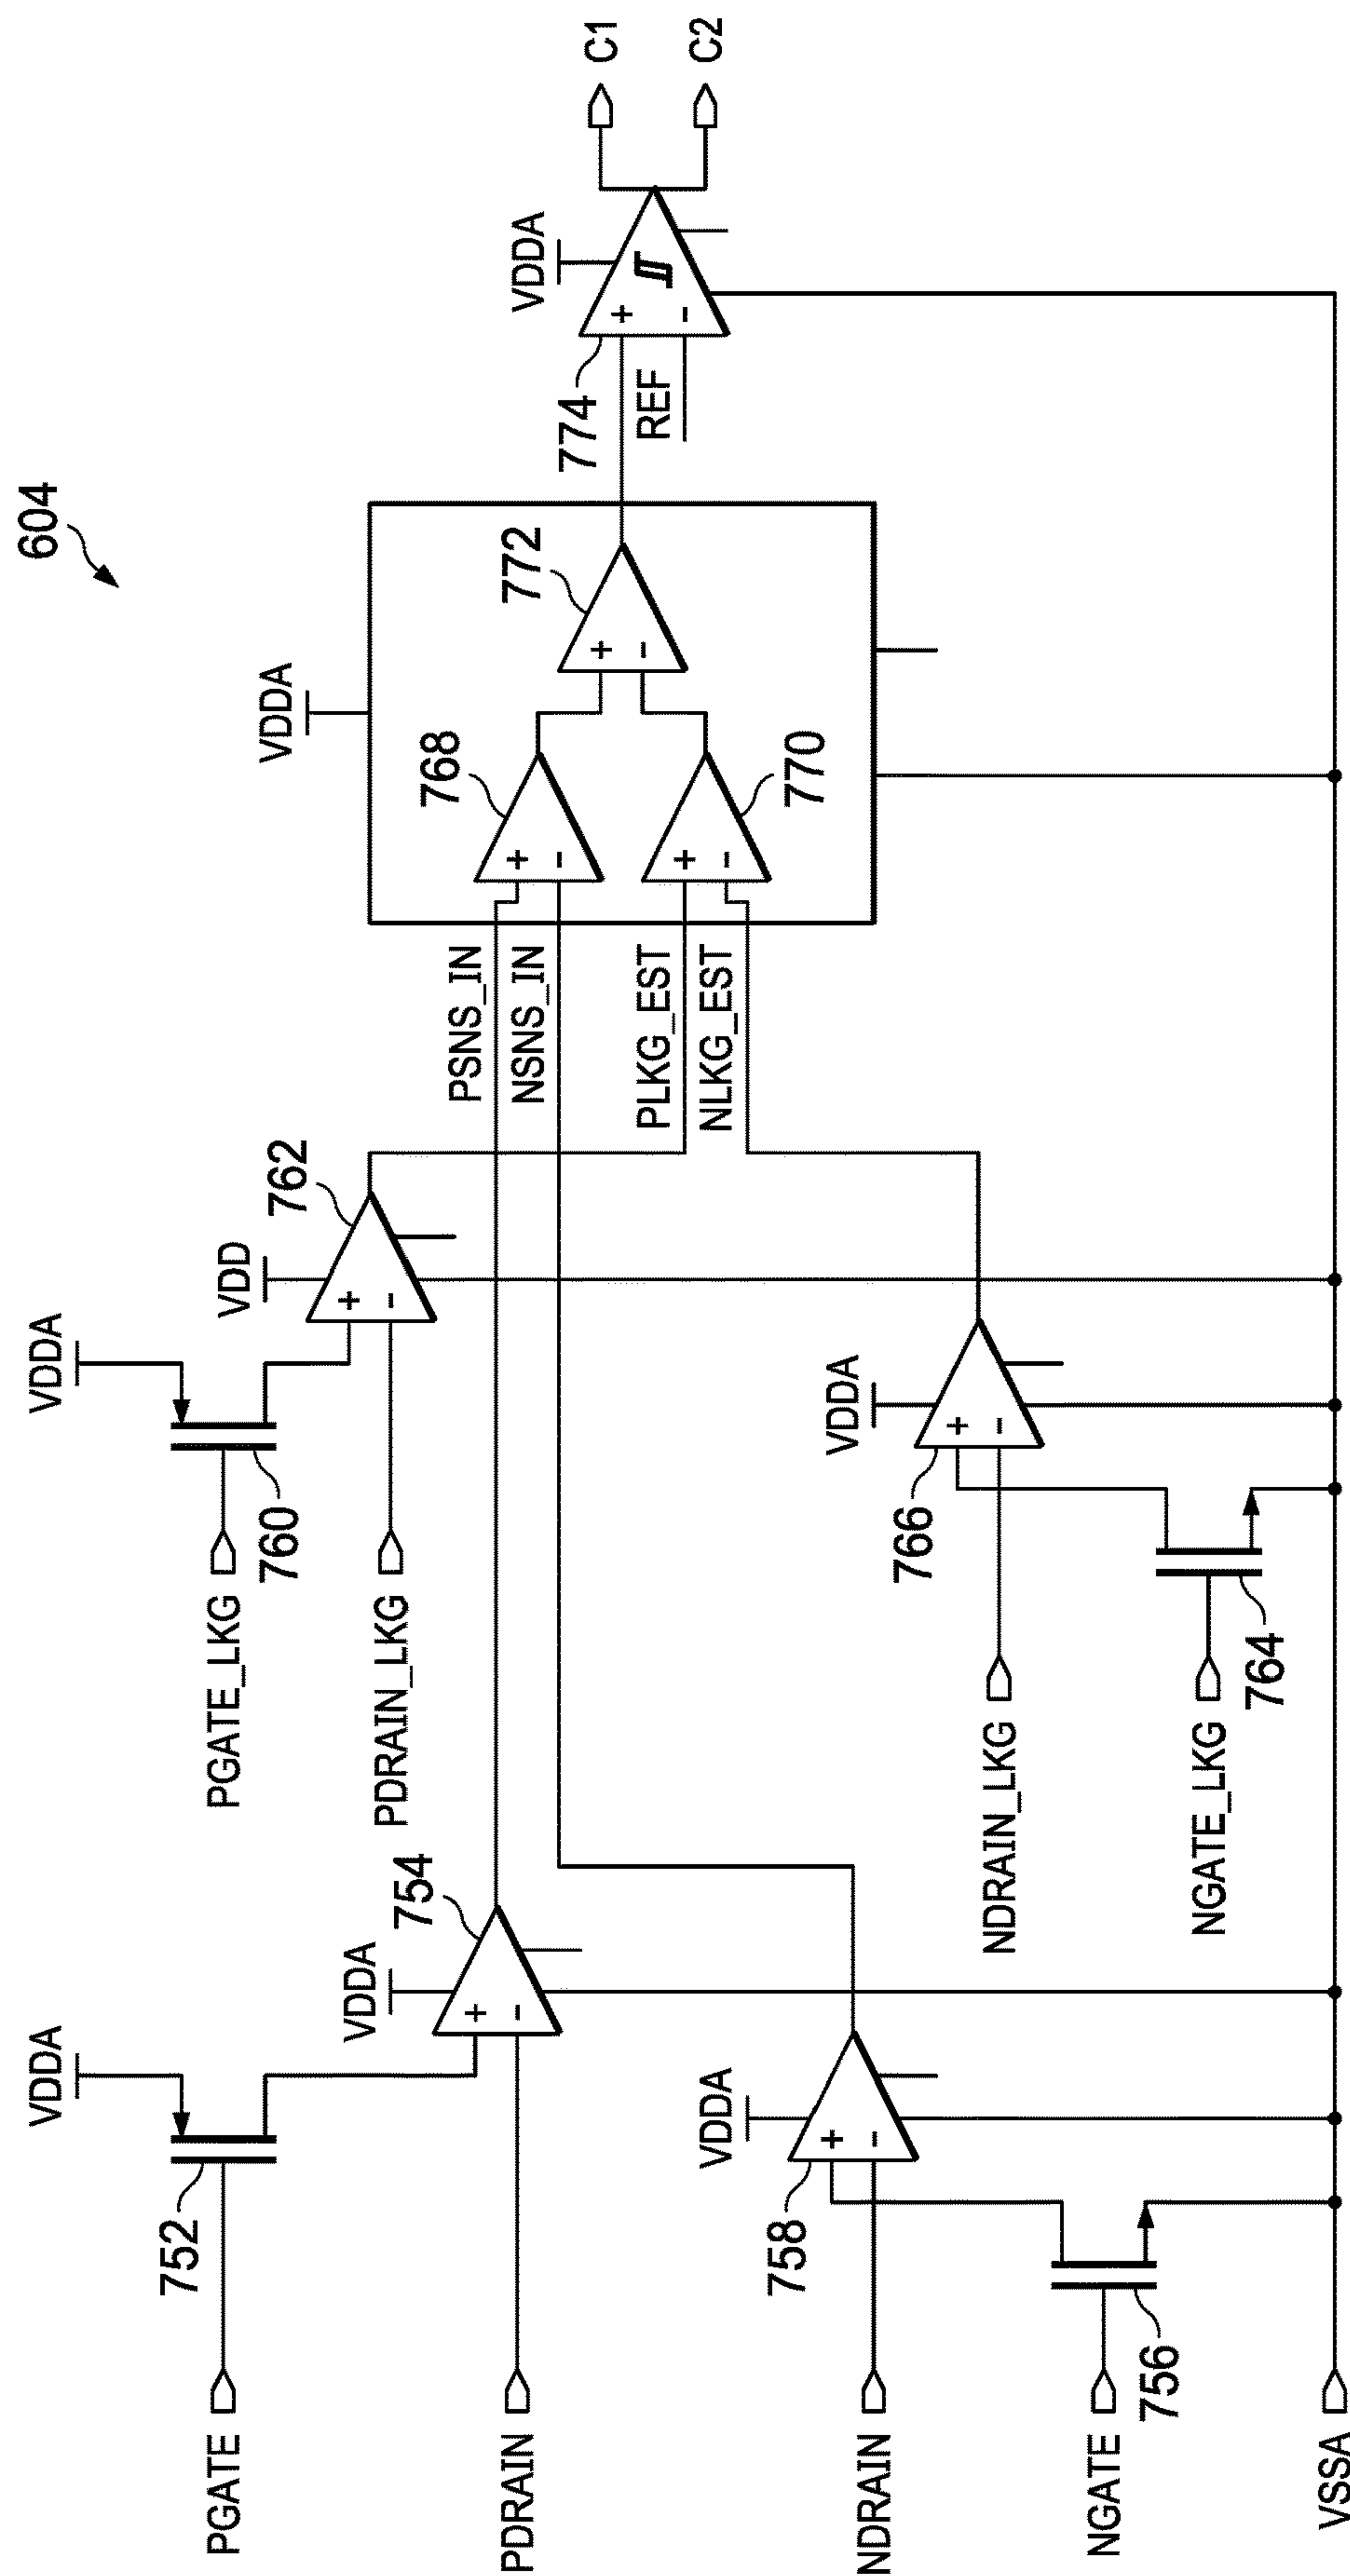 604
VDDA
752
PGATE
PDRAIN
VDDA
754
VDDA
758
NDRAIN
NGATE
756
VSSA
+
-
+
-
VDDA
PGATE_LKG
760
PDRAIN_LKG
VDD
762
+
-
VDDA
766
+
-
NDRAIN_LKG
NGATE_LKG
764
PSNS_IN
NSNS_IN
PLKG_EST
NLKG_EST
VDDA
768
+
-
770
+
-
772
+
-
VDDA
774
REF
+
-
C1
C2